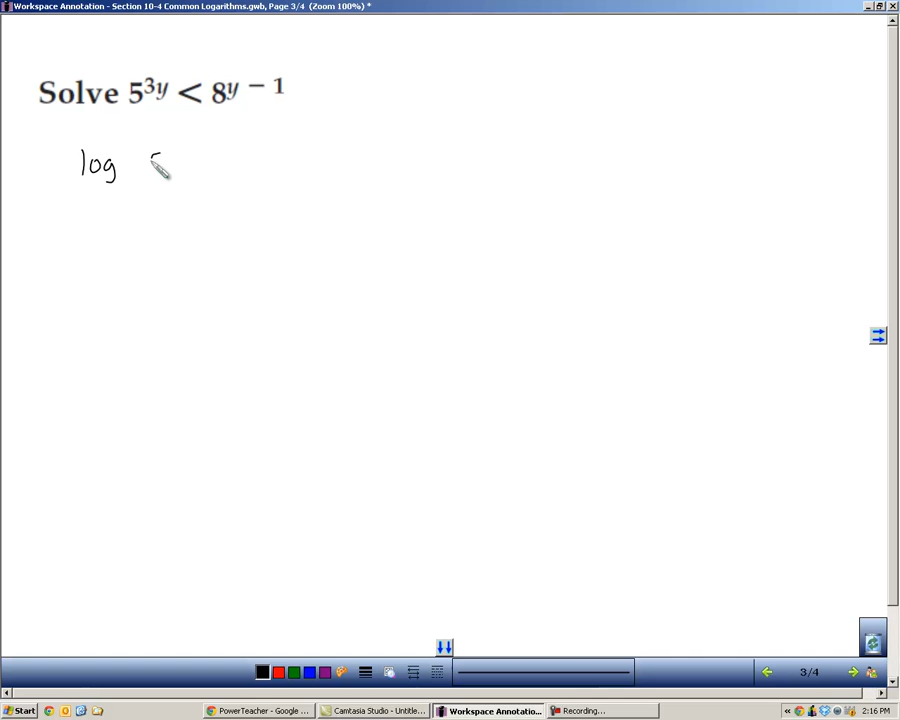 Workspace Annotation - Section 10-4 Common Logarithms.gwb, Page 3/4 (Zoom 100%) *
Solve 5^{3y} < 8^{y - 1}
log 5
3/4
Start
PowerTeacher - Google ...
Camtasia Studio - Untitle...
Workspace Annotatio...
Recording...
2:16 PM